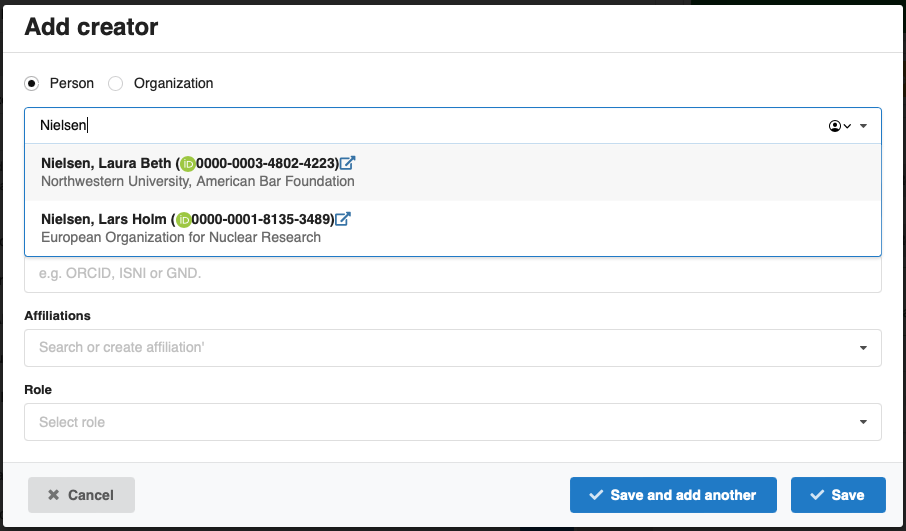 Add creator
Person Organization
Nielsen
Nielsen, Laura Beth (iD0000-0003-4802-4223)
Northwestern University, American Bar Foundation
Nielsen, Lars Holm (iD0000-0001-8135-3489)
European Organization for Nuclear Research
e.g. ORCID, ISNI or GND.
Affiliations
Search or create affiliation'
Role
Select role
Cancel Save and add another Save